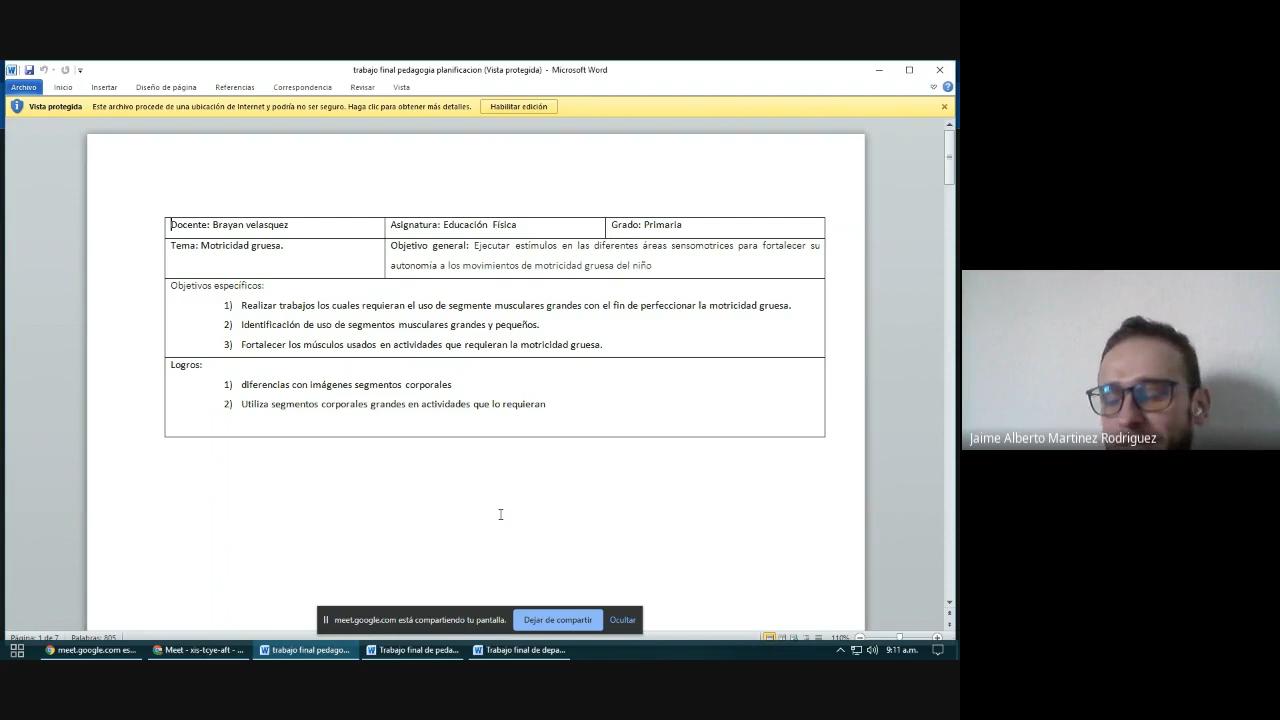 trabajo final pedagogia planificacion (Vista protegida) - Microsoft Word
Archivo Inicio Insertar Diseño de página Referencias Correspondencia Revisar Vista
Vista protegida Este archivo procede de una ubicación de Internet y podría no ser seguro. Haga clic para obtener más detalles. Habilitar edición
Docente: Brayan velasquez Asignatura: Educación Física Grado: Primaria
Tema: Motricidad gruesa. Objetivo general: Ejecutar estímulos en las diferentes áreas sensomotrices para fortalecer su
autonomía a los movimientos de motricidad gruesa del niño
Objetivos específicos:
1) Realizar trabajos los cuales requieran el uso de segmente musculares grandes con el fin de perfeccionar la motricidad gruesa.
2) Identificación de uso de segmentos musculares grandes y pequeños.
3) Fortalecer los músculos usados en actividades que requieran la motricidad gruesa.
Logros:
1) diferencias con imágenes segmentos corporales
2) Utiliza segmentos corporales grandes en actividades que lo requieran
Jaime Alberto Martinez Rodriguez
meet.google.com está compartiendo tu pantalla. Dejar de compartir Ocultar
Página: 1 de 7 Palabras: 805 110%
meet.google.com es... Meet - xis-tcye-aft - ... trabajo final pedago... Trabajo final de peda... Trabajo final de depa... 9:11 a.m.